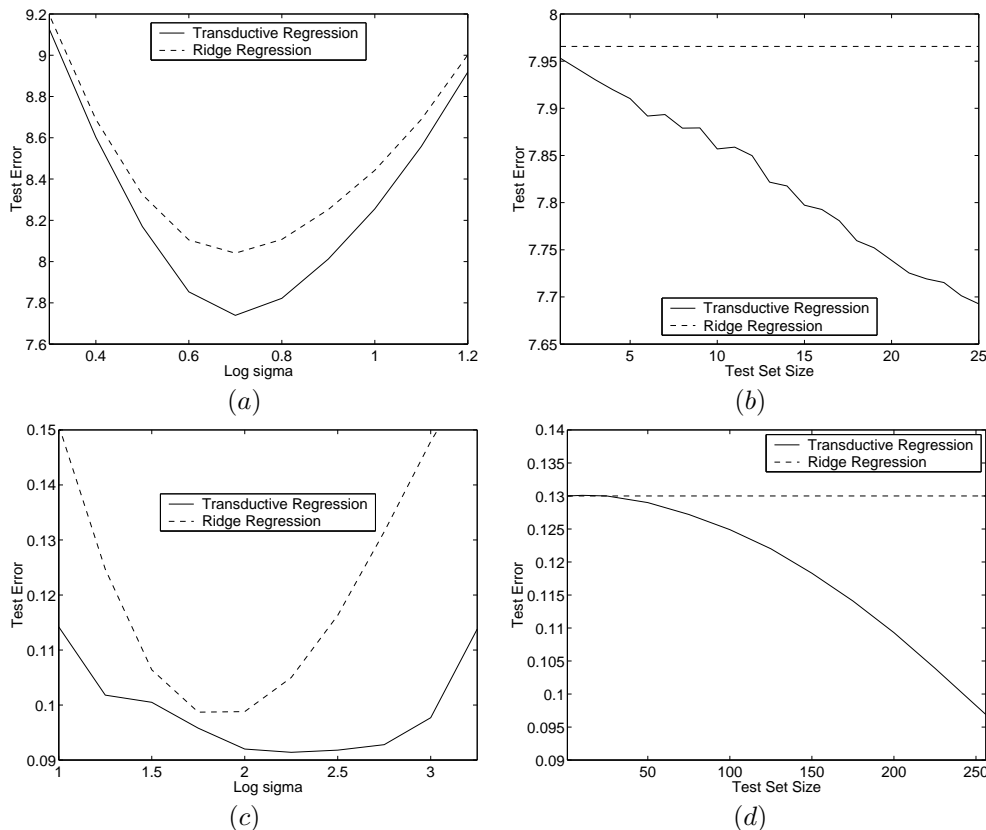 9.2
9
8.8
8.6
8.4
8.2
8
7.8
7.6
Test Error
Transductive Regression
Ridge Regression
0.4
0.6
0.8
1
1.2
Log sigma
(a)
8
7.95
7.9
7.85
7.8
7.75
7.7
7.65
Test Error
Transductive Regression
Ridge Regression
5
10
15
20
25
Test Set Size
(b)
0.15
0.14
0.13
0.12
0.11
0.1
0.09
Test Error
Transductive Regression
Ridge Regression
1
1.5
2
2.5
3
Log sigma
(c)
0.14
0.135
0.13
0.125
0.12
0.115
0.11
0.105
0.1
0.095
0.09
Test Error
Transductive Regression
Ridge Regression
50
100
150
200
250
Test Set Size
(d)